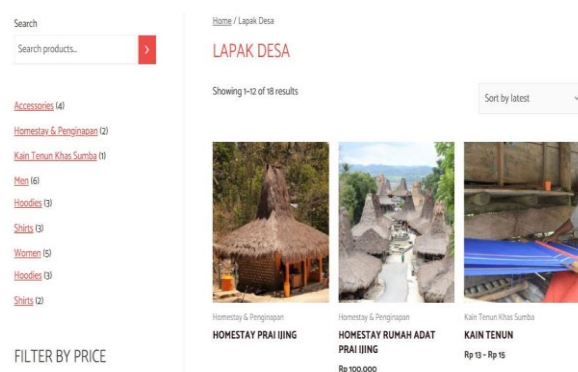 Search
Search products...
Accessories (4)
Homestay & Penginapan (2)
Kain Tenun Khas Sumba (1)
Men (6)
Hoodies (3)
Shirts (3)
Women (5)
Hoodies (3)
Shirts (2)
FILTER BY PRICE
Home / Lapak Desa
LAPAK DESA
Showing 1–12 of 18 results
Sort by latest
Homestay & Penginapan
HOMESTAY PRAI IJING
Homestay & Penginapan
HOMESTAY RUMAH ADAT
PRAI IJING
Rp 100.000
Kain Tenun Khas Sumba
KAIN TENUN
Rp 13 – Rp 15